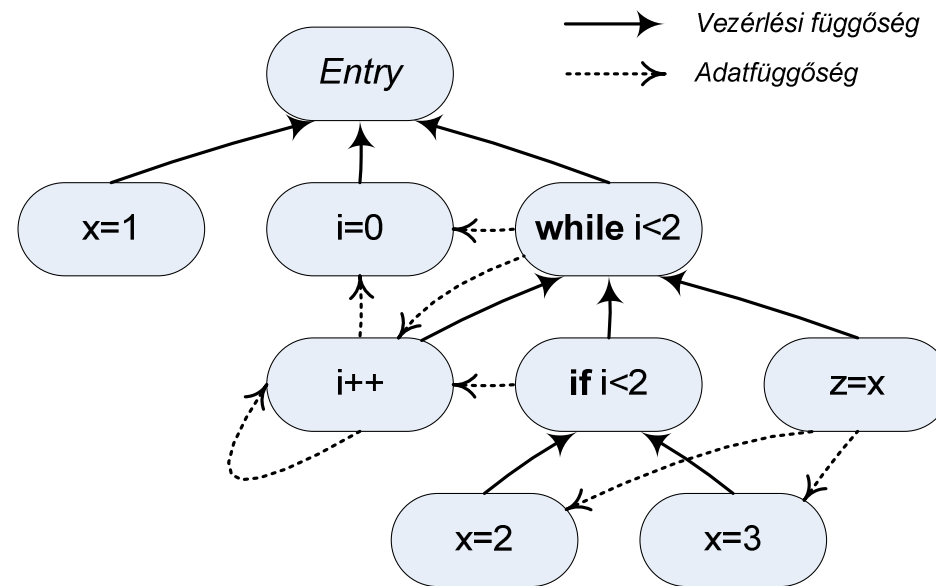 Vezérlési függőség
Adatfüggőség
Entry
x=1
i=0
while i<2
i++
if i<2
z=x
x=2
x=3